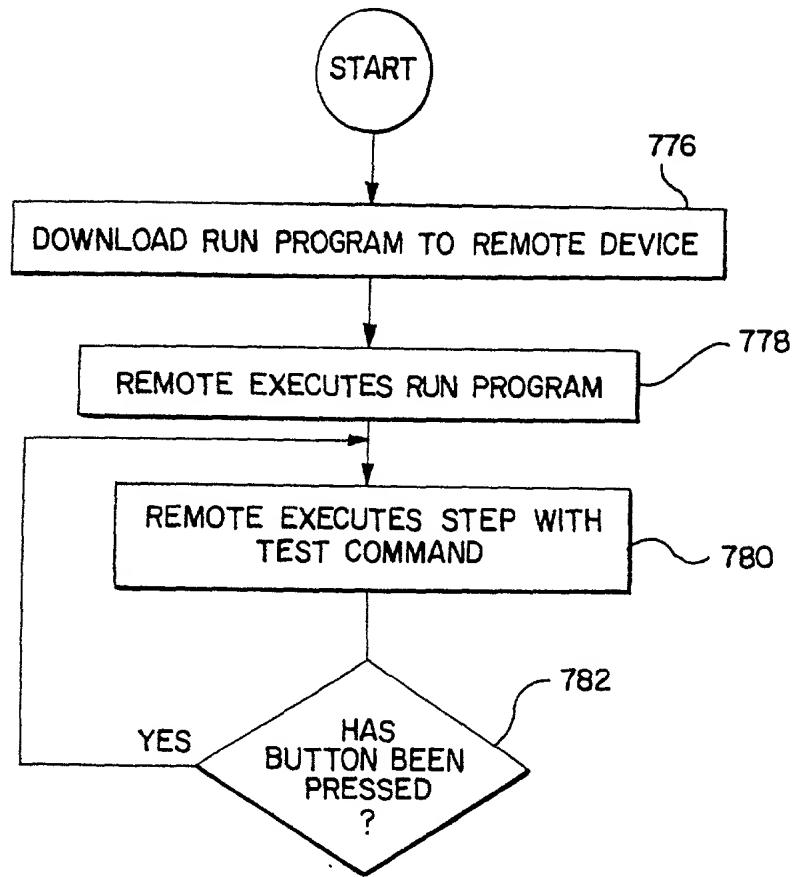 START
776
DOWNLOAD RUN PROGRAM TO REMOTE DEVICE
778
REMOTE EXECUTES RUN PROGRAM
REMOTE EXECUTES STEP WITH
TEST COMMAND
780
782
YES
HAS
BUTTON BEEN
PRESSED
?